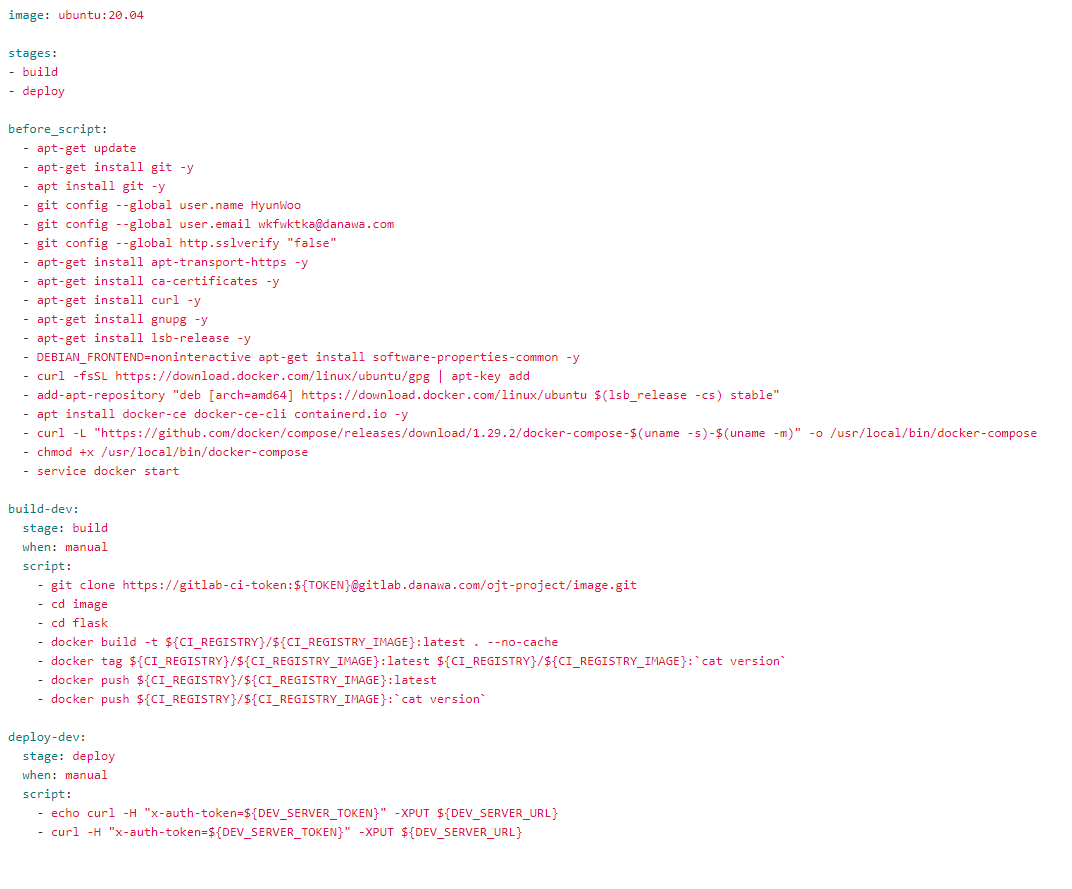 image: ubuntu:20.04
stages:
- build
- deploy
before_script:
- apt-get update
- apt-get install git -y
- apt install git -y
- git config --global user.name HyunWoo
- git config --global user.email wkfwktka@danawa.com
- git config --global http.sslverify "false"
- apt-get install apt-transport-https -y
- apt-get install ca-certificates -y
- apt-get install curl -y
- apt-get install gnupg -y
- apt-get install lsb-release -y
- DEBIAN_FRONTEND=noninteractive apt-get install software-properties-common -y
- curl -fsSL https://download.docker.com/linux/ubuntu/gpg | apt-key add
- add-apt-repository "deb [arch=amd64] https://download.docker.com/linux/ubuntu $(lsb_release -cs) stable"
- apt install docker-ce docker-ce-cli containerd.io -y
- curl -L "https://github.com/docker/compose/releases/download/1.29.2/docker-compose-$(uname -s)-$(uname -m)" -o /usr/local/bin/docker-compose
- chmod +x /usr/local/bin/docker-compose
- service docker start
build-dev:
stage: build
when: manual
script:
- git clone https://gitlab-ci-token:${TOKEN}@gitlab.danawa.com/ojt-project/image.git
- cd image
- cd flask
- docker build -t ${CI_REGISTRY}/${CI_REGISTRY_IMAGE}:latest . --no-cache
- docker tag ${CI_REGISTRY}/${CI_REGISTRY_IMAGE}:latest ${CI_REGISTRY}/${CI_REGISTRY_IMAGE}:`cat version`
- docker push ${CI_REGISTRY}/${CI_REGISTRY_IMAGE}:latest
- docker push ${CI_REGISTRY}/${CI_REGISTRY_IMAGE}:`cat version`
deploy-dev:
stage: deploy
when: manual
script:
- echo curl -H "x-auth-token=${DEV_SERVER_TOKEN}" -XPUT ${DEV_SERVER_URL}
- curl -H "x-auth-token=${DEV_SERVER_TOKEN}" -XPUT ${DEV_SERVER_URL}